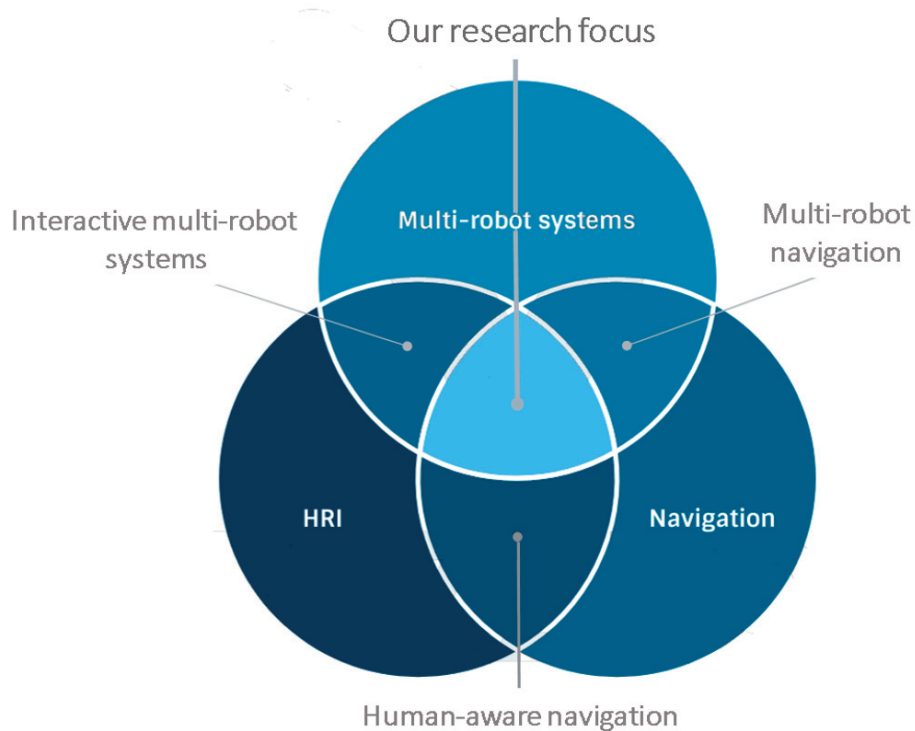 Our research focus
Interactive multi-robot
systems
Multi-robot systems
Multi-robot
navigation
HRI
Navigation
Human-aware navigation